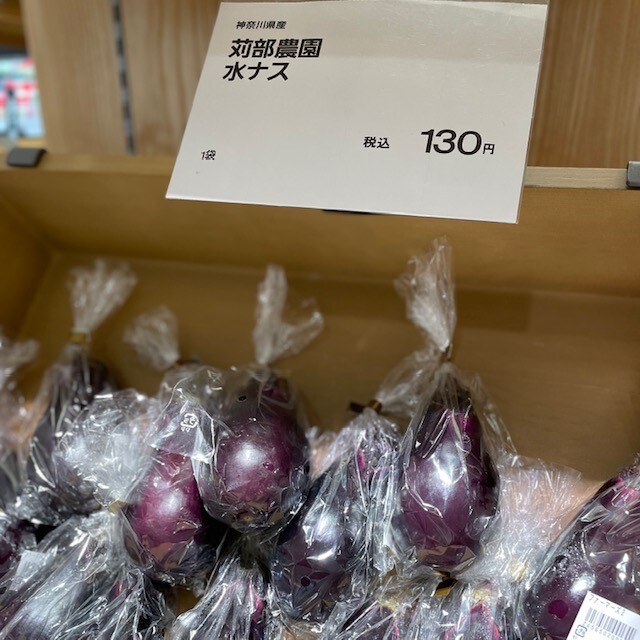 神奈川県産
苅部農園
水ナス
1袋
税込 130円